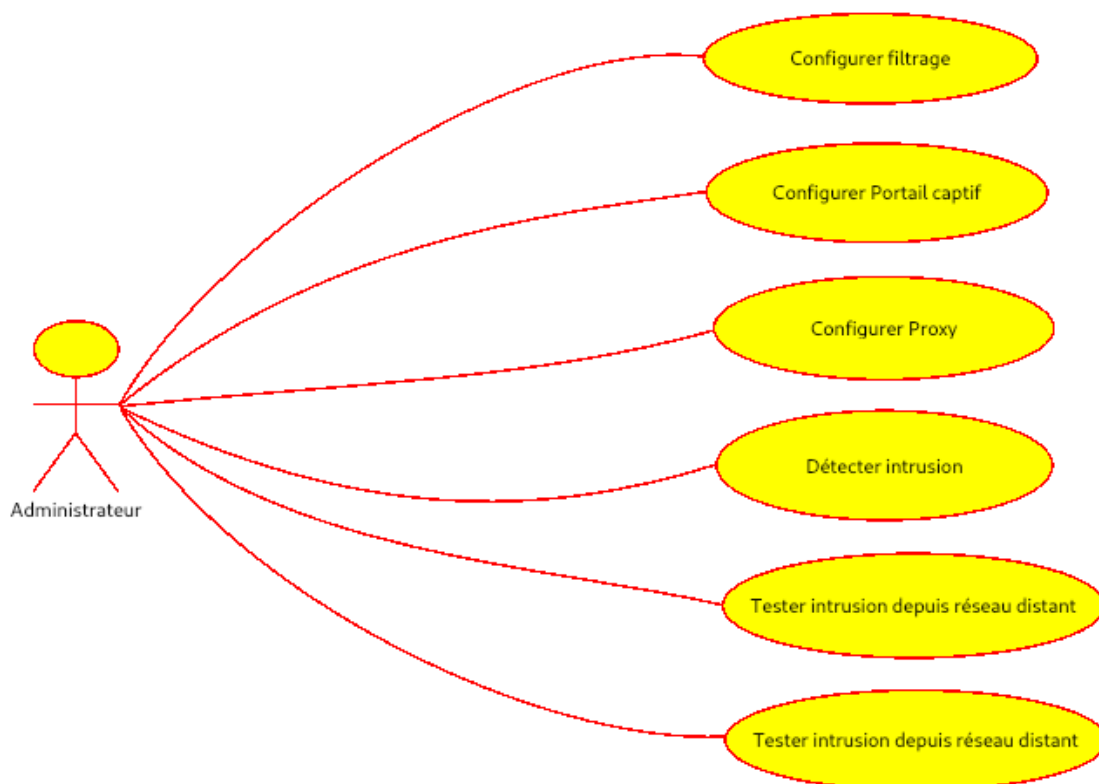 Configurer filtrage
Configurer Portail captif
Configurer Proxy
Détecter intrusion
Administrateur
Tester intrusion depuis réseau distant
Tester intrusion depuis réseau distant